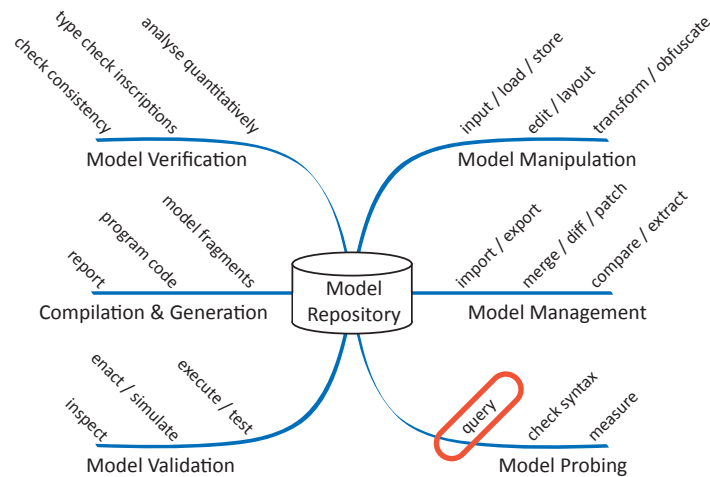 check consistency
type check inscriptions
analyse quantitatively
Model Verification
input / load / store
edit / layout
transform / obfuscate
Model Manipulation
report
program code
model fragments
Compilation & Generation
Model
Repository
import / export
merge / diff / patch
compare / extract
Model Management
inspect
enact / simulate
execute / test
Model Validation
query
check syntax
measure
Model Probing